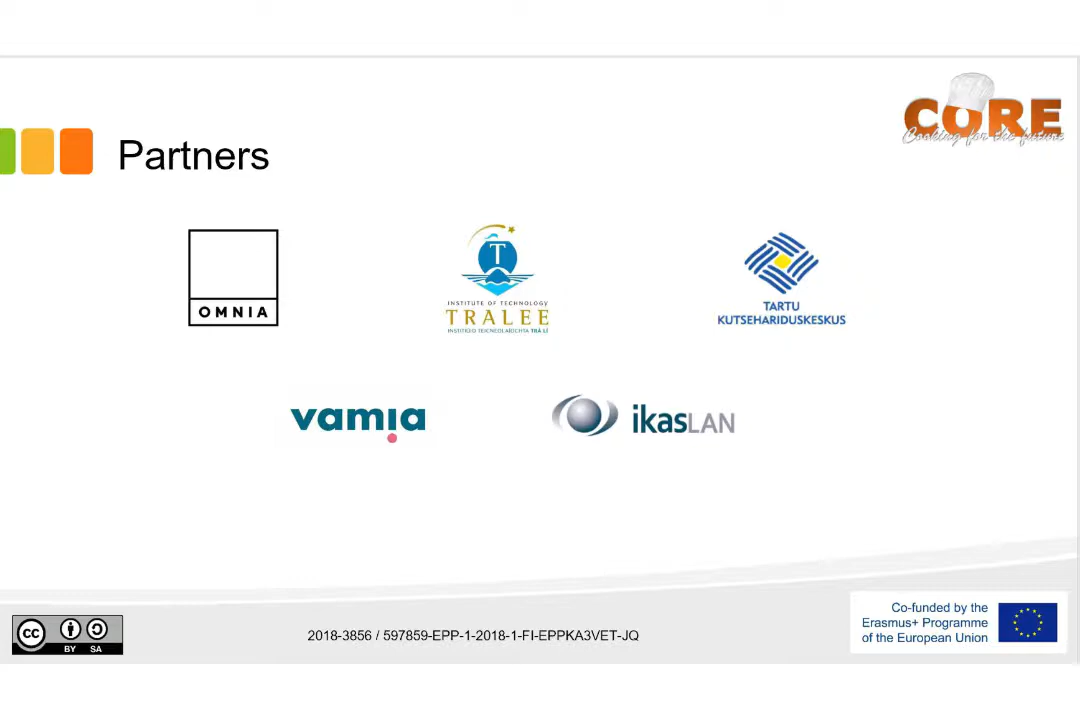 CORE
Cooking for the future
Partners
OMNIA
T
INSTITUTE OF TECHNOLOGY
TRALEE
INSTITIÚID TEICNEOLAÍOCHTA TRÁ LÍ
TARTU
KUTSEHARIDUSKESKUS
vamia
ikasLAN
cc
BY SA
2018-3856 / 597859-EPP-1-2018-1-FI-EPPKA3VET-JQ
Co-funded by the
Erasmus+ Programme
of the European Union